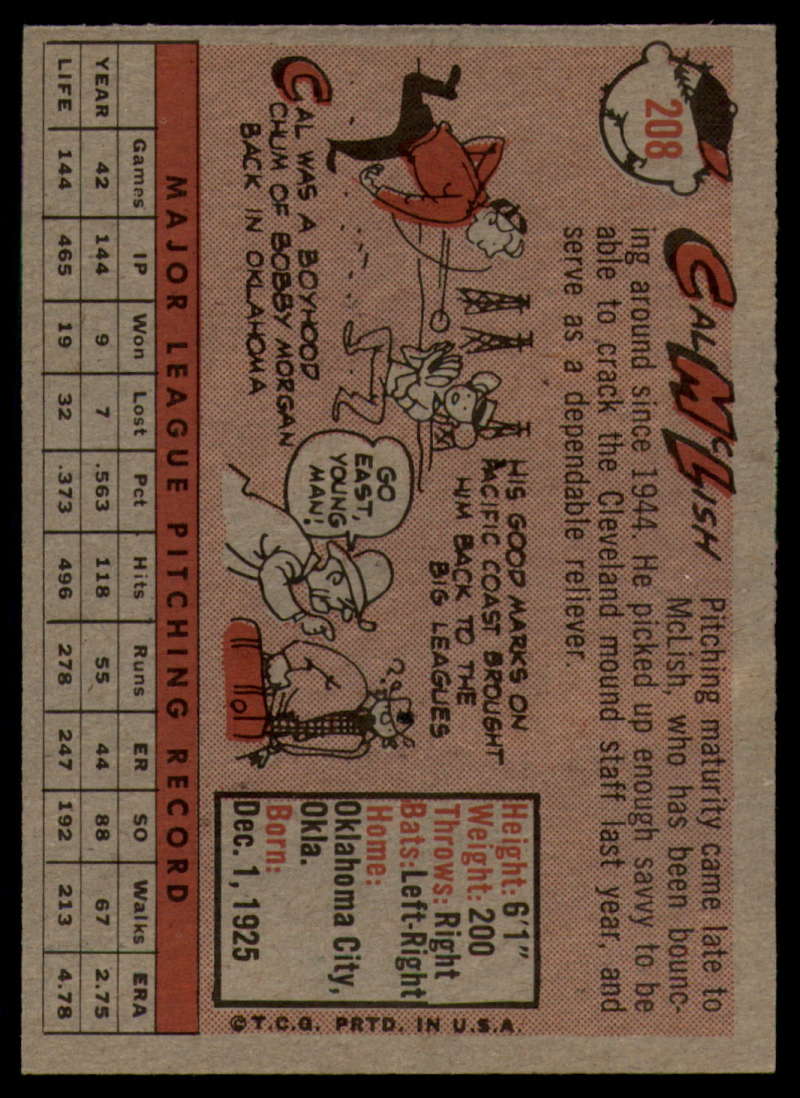 208
CAL McLISH
Pitching maturity came late to
McLish, who has been bounc-
ing around since 1944. He picked up enough savvy to be
able to crack the Cleveland mound staff last year, and
serve as a dependable reliever.
CAL WAS A BOYHOOD
CHUM OF BOBBY MORGAN
BACK IN OKLAHOMA
HIS GOOD MARKS ON
PACIFIC COAST BROUGHT
HIM BACK TO THE
BIG LEAGUES
GO
EAST,
YOUNG
MAN!
?
Height: 6'1"
Weight: 200
Throws: Right
Bats: Left-Right
Home:
Oklahoma City,
Okla.
Born:
Dec. 1, 1925
© T.C.G. PRTD. IN U.S.A.
MAJOR LEAGUE PITCHING RECORD
Games IP Won Lost Pct. Hits Runs ER SO Walks ERA
YEAR 42 144 9 7 .563 118 55 44 88 67 2.75
LIFE 144 465 19 32 .373 496 278 247 192 213 4.78